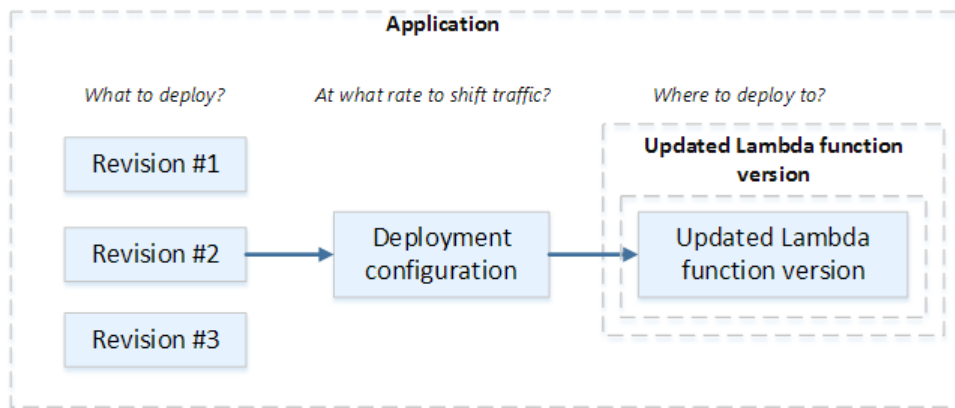 Application
What to deploy?
At what rate to shift traffic?
Where to deploy to?
Revision #1
Revision #2
Revision #3
Deployment
configuration
Updated Lambda function
version
Updated Lambda
function version